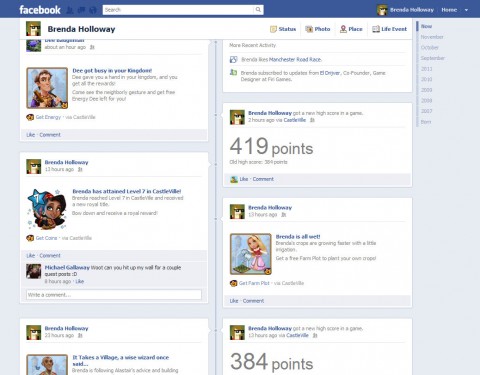 facebook
Search
Brenda Holloway
Home
Brenda Holloway
Status
Photo
Place
Life Event
Now
November
October
September
2011
2010
2009
2008
2007
Born
about an hour ago
Dee got busy in your Kingdom!
Dee gave you a hand in your kingdom, and you
get all the rewards!
Come see the neighbor's gesture and get free
Energy Dee left for you!
Get Energy · via CastleVille
Like · Comment
Brenda Holloway
13 hours ago
Brenda has attained Level 7 in CastleVille!
Brenda reached Level 7 in CastleVille and received
a new royal title.
Bow down and receive a royal reward!
Get Coins · via CastleVille
Like · Comment
Michael Gallaway Woot can you hit up my wall for a couple
quest posts :D
8 hours ago · Like
Write a comment...
Brenda Holloway
23 hours ago
It Takes a Village, a wise wizard once
said...
Brenda is following Alastair's advice and building
More Recent Activity
Brenda likes Manchester Road Race.
Brenda subscribed to updates from El Drijver, Co-Founder, Game
Designer at Fiii Games.
Brenda Holloway got a new high score in a game.
2 hours ago via CastleVille
419 points
Old high score: 384 points
Like · Comment
Brenda Holloway
13 hours ago
Brenda is all wet!
Brenda's crops are growing faster with a little
irrigation.
Get a free Farm Plot to plant your own crops!
Get Farm Plot · via CastleVille
Like · Comment
Brenda Holloway got a new high score in a game.
13 hours ago via CastleVille
384 points